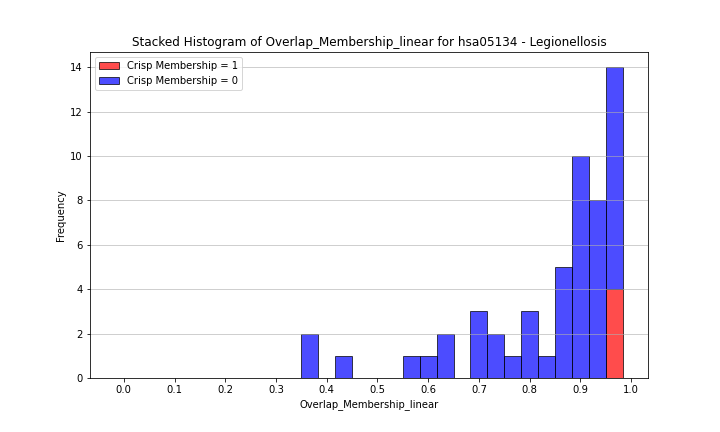 Stacked Histogram of Overlap_Membership_linear for hsa05134 - Legionellosis
Crisp Membership = 1
Crisp Membership = 0
Frequency
14
12
10
8
6
4
2
0
0.0 0.1 0.2 0.3 0.4 0.5 0.6 0.7 0.8 0.9 1.0
Overlap_Membership_linear